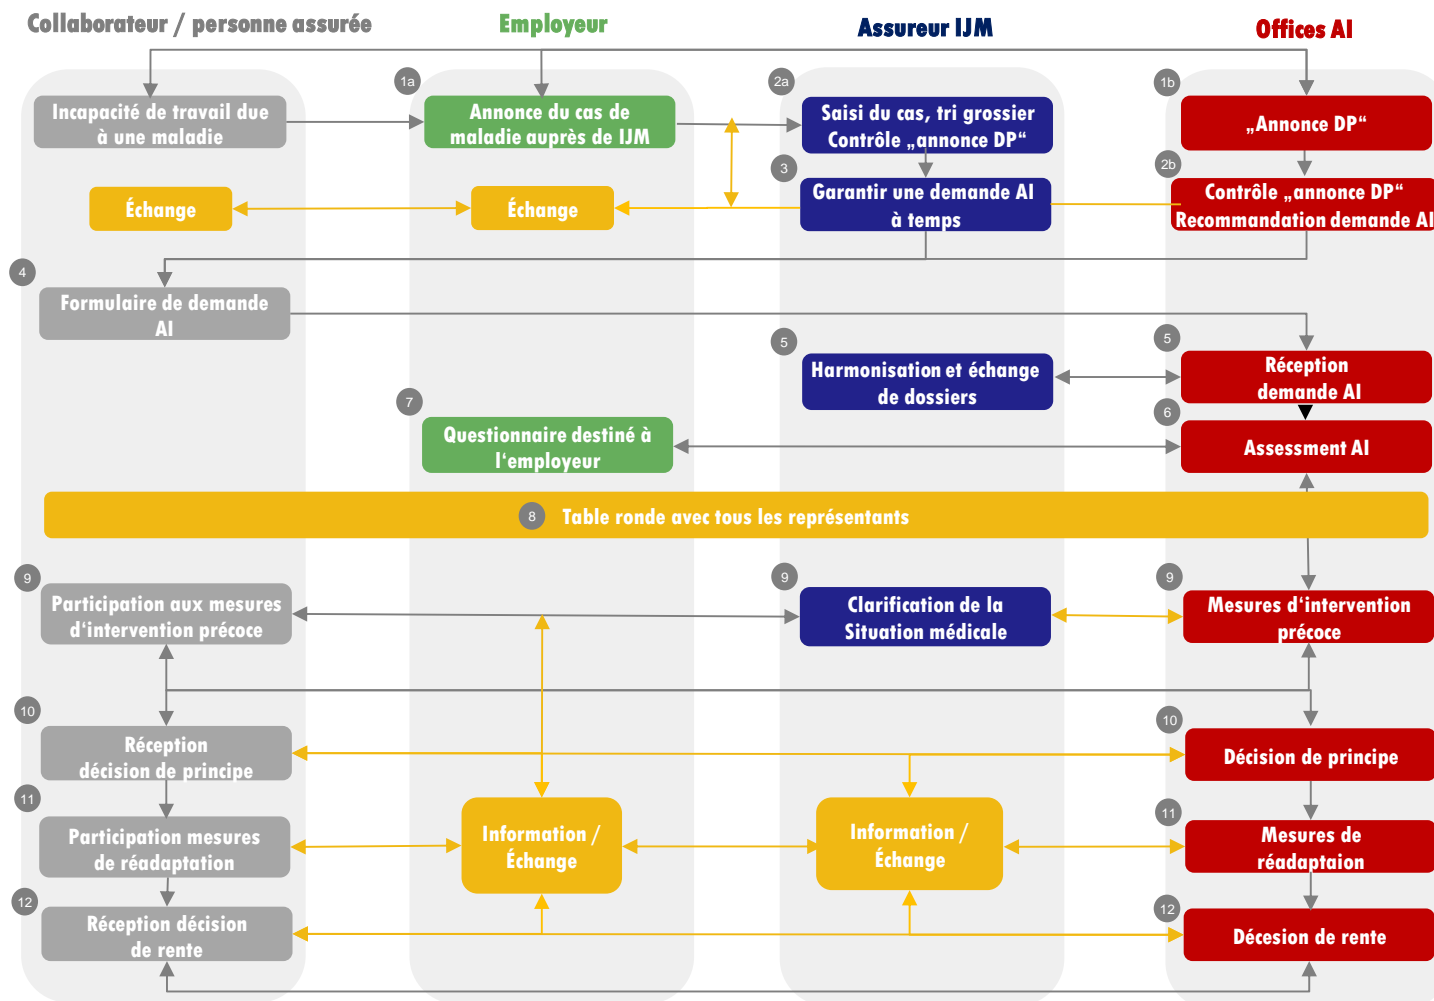 Collaborateur / personne assurée
Employeur
Assureur IJM
Offices AI
1a
2a
1b
Incapacité de travail due
à une maladie
Annonce du cas de
maladie auprès de IJM
Saisi du cas, tri grossier
Contrôle „annonce DP“
„Annonce DP“
3
2b
Échange
Échange
Garantir une demande AI
à temps
Contrôle „annonce DP“
Recommandation demande AI
4
Formulaire de demande
AI
5
5
Harmonisation et échange
de dossiers
Réception
demande AI
7
6
Questionnaire destiné à
l‘employeur
Assessment AI
8
Table ronde avec tous les représentants
9
9
9
Participation aux mesures
d‘intervention précoce
Clarification de la
Situation médicale
Mesures d‘intervention
précoce
10
10
Réception
décision de principe
Décision de principe
11
11
Participation mesures
de réadaptation
Information /
Échange
Information /
Échange
Mesures de
réadaptaion
12
12
Réception décision
de rente
Décesion de rente